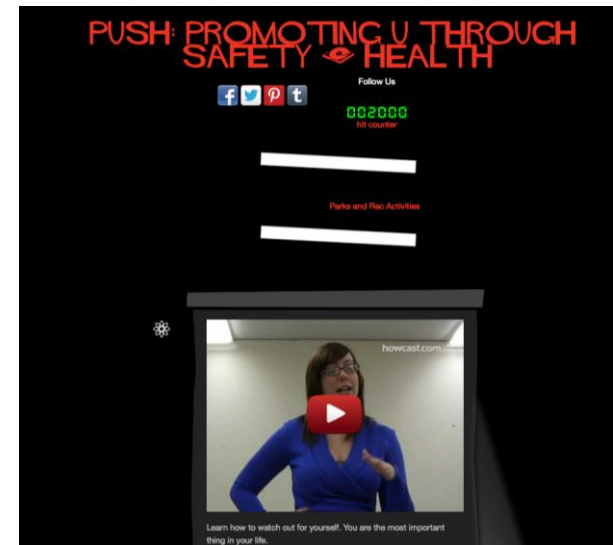 PUSH: PROMOTING U THROUGH
SAFETY HEALTH
Follow Us
f t
002000
hit counter
Parks and Rec Activities
howcast.com
Learn how to watch out for yourself. You are the most important
thing in your life.